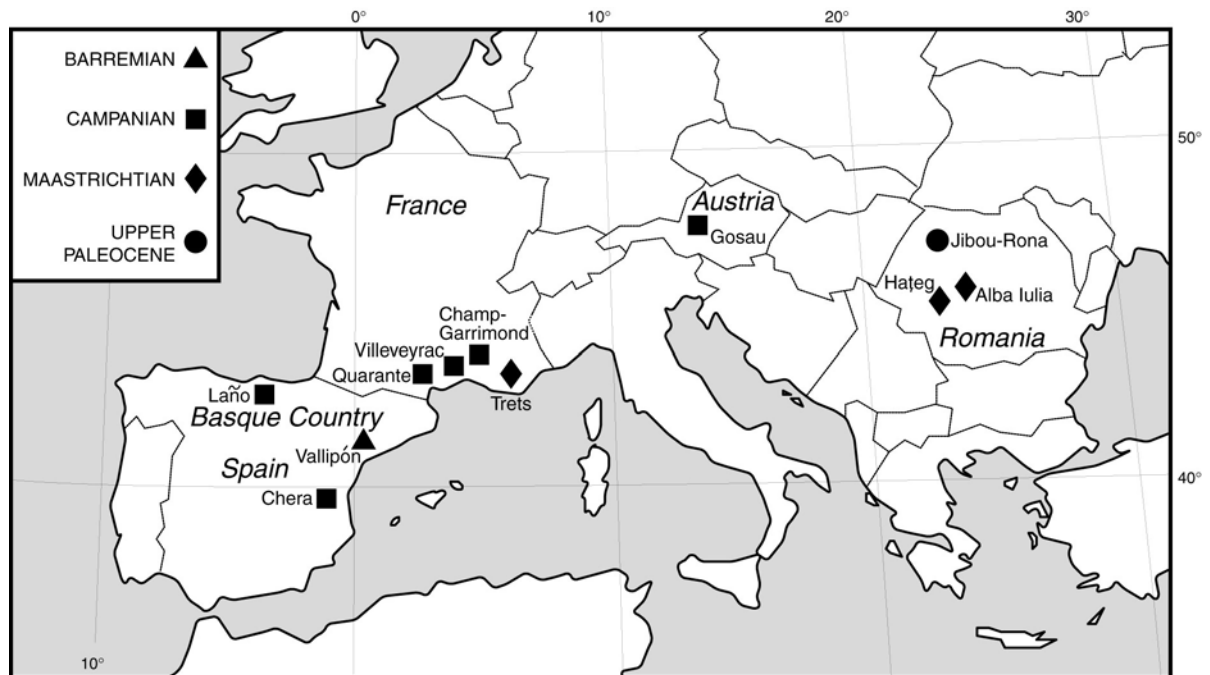 0°
10°
20°
30°
BARREMIAN
CAMPANIAN
MAASTRICHTIAN
UPPER
PALEOCENE
50°
France
Austria
Gosau
Jibou-Rona
Haţeg
Alba Iulia
Romania
Champ-
Garrimond
Villeveyrac
Quarante
Trets
Laño
Basque Country
Vallipón
Spain
Chera
40°
10°